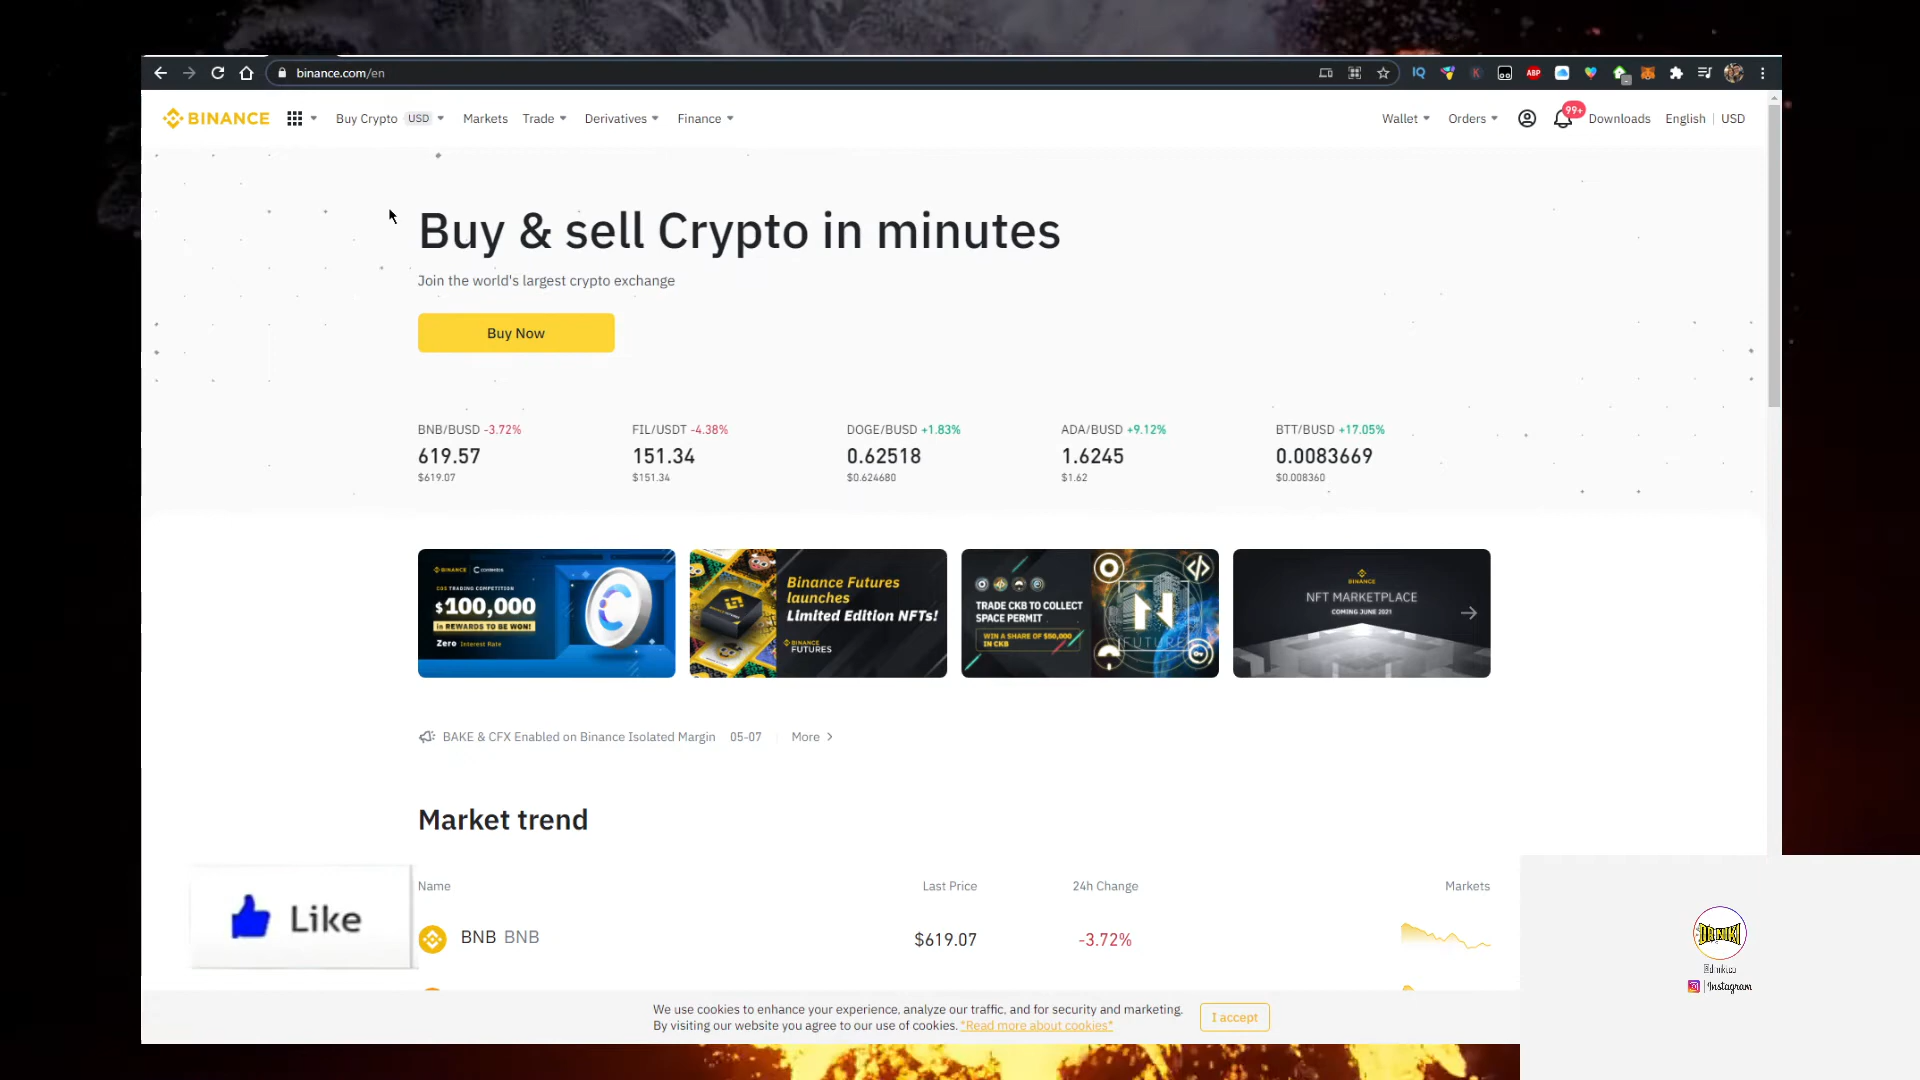 binance.com/en
IQ
K
ABP
BINANCE
Buy Crypto USD
Markets
Trade
Derivatives
Finance
Wallet
Orders
99+
Downloads
English
USD
Buy & sell Crypto in minutes
Join the world's largest crypto exchange
Buy Now
BNB/BUSD -3.72%
619.57
$619.07
FIL/USDT -4.38%
151.34
$151.34
DOGE/BUSD +1.83%
0.62518
$0.624680
ADA/BUSD +9.12%
1.6245
$1.62
BTT/BUSD +17.05%
0.0083669
$0.008360
BINANCE
TRADING COMPETITION
$100,000
in REWARDS TO BE WON!
Zero Interest Rate
Binance Futures
launches
Limited Edition NFTs!
BINANCE
FUTURES
TRADE CKB TO COLLECT
SPACE PERMIT
WIN A SHARE OF $50,000
IN CKB
BINANCE
NFT MARKETPLACE
COMING JUNE 2021
BAKE & CFX Enabled on Binance Isolated Margin 05-07 More
Market trend
Name
Last Price
24h Change
Markets
BNB BNB
$619.07
-3.72%
Like
We use cookies to enhance your experience, analyze our traffic, and for security and marketing.
By visiting our website you agree to our use of cookies. *Read more about cookies*
I accept
Instagram